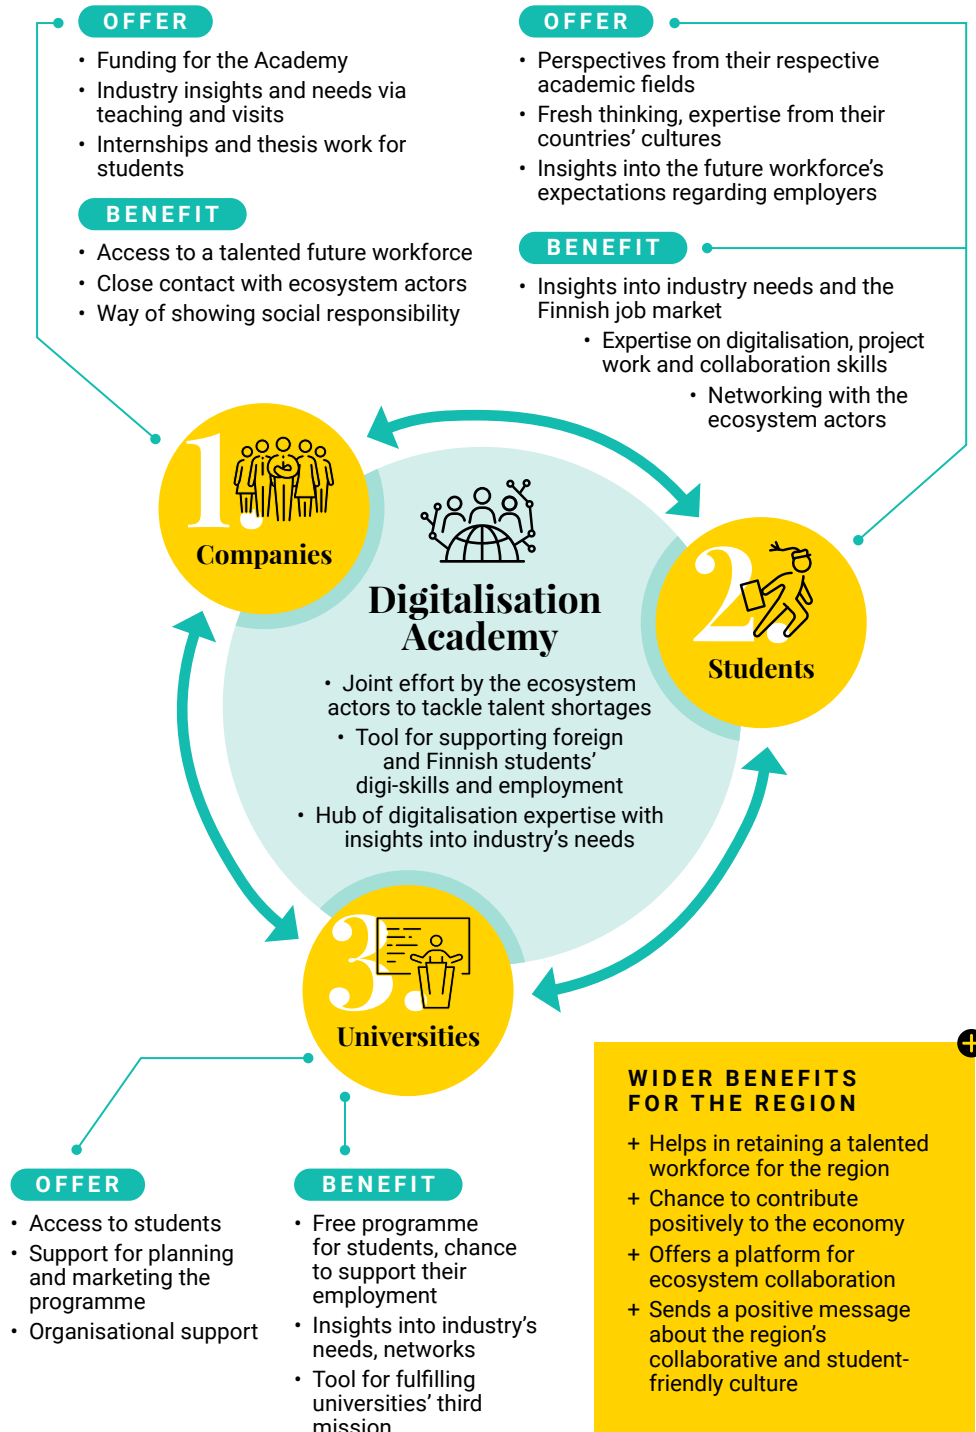 OFFER
• Funding for the Academy
• Industry insights and needs via
teaching and visits
• Internships and thesis work for
students
BENEFIT
• Access to a talented future workforce
• Close contact with ecosystem actors
• Way of showing social responsibility
OFFER
• Perspectives from their respective
academic fields
• Fresh thinking, expertise from their
countries’ cultures
• Insights into the future workforce’s
expectations regarding employers
BENEFIT
• Insights into industry needs and the
Finnish job market
• Expertise on digitalisation, project
work and collaboration skills
• Networking with the
ecosystem actors
1.
Companies
2.
Students
Digitalisation
Academy
• Joint effort by the ecosystem
actors to tackle talent shortages
• Tool for supporting foreign
and Finnish students’
digi-skills and employment
• Hub of digitalisation expertise with
insights into industry’s needs
3.
Universities
OFFER
• Access to students
• Support for planning
and marketing the
programme
• Organisational support
BENEFIT
• Free programme
for students, chance
to support their
employment
• Insights into industry’s
needs, networks
• Tool for fulfilling
universities’ third
mission
WIDER BENEFITS
FOR THE REGION
+ Helps in retaining a talented
workforce for the region
+ Chance to contribute
positively to the economy
+ Offers a platform for
ecosystem collaboration
+ Sends a positive message
about the region’s
collaborative and student-
friendly culture